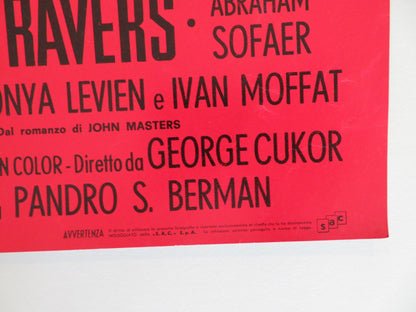 RAVERS · ABRAHAM
SOFAER
ONYA LEVIEN e IVAN MOFFAT
Dal romanzo di JOHN MASTERS
N COLOR - Diretto da GEORGE CUKOR
PANDRO S. BERMAN
AVVERTENZA
sac